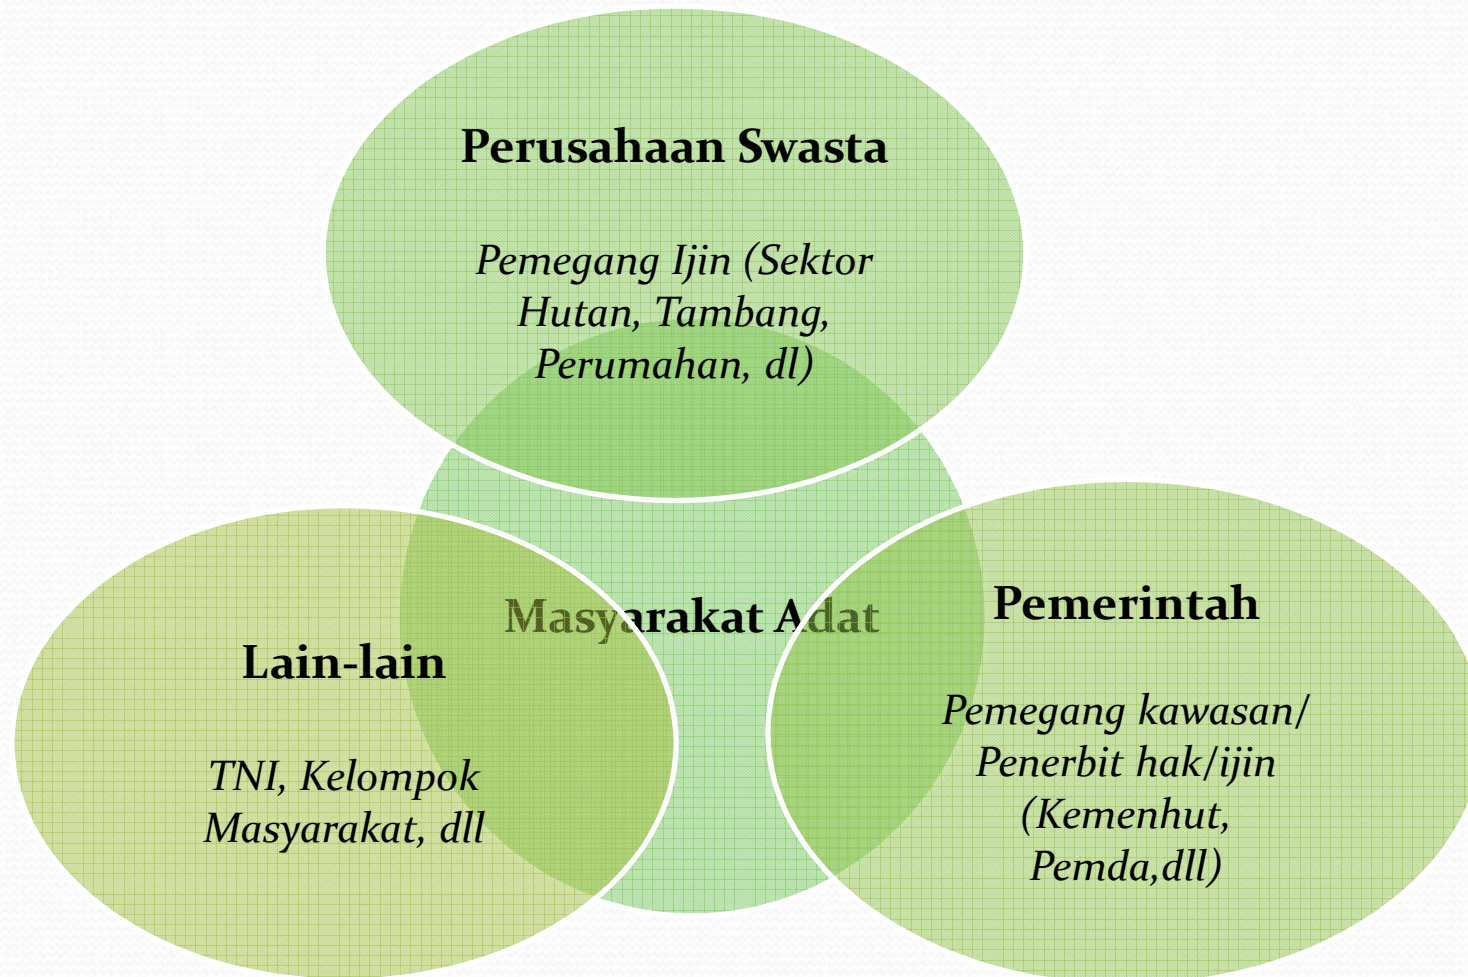 Perusahaan Swasta
Pemegang Ijin (Sektor
Hutan, Tambang,
Perumahan, dl)
Masyarakat Adat
Pemerintah
Pemegang kawasan/
Penerbit hak/ijin
(Kemenhut,
Pemda,dll)
Lain-lain
TNI, Kelompok
Masyarakat, dll